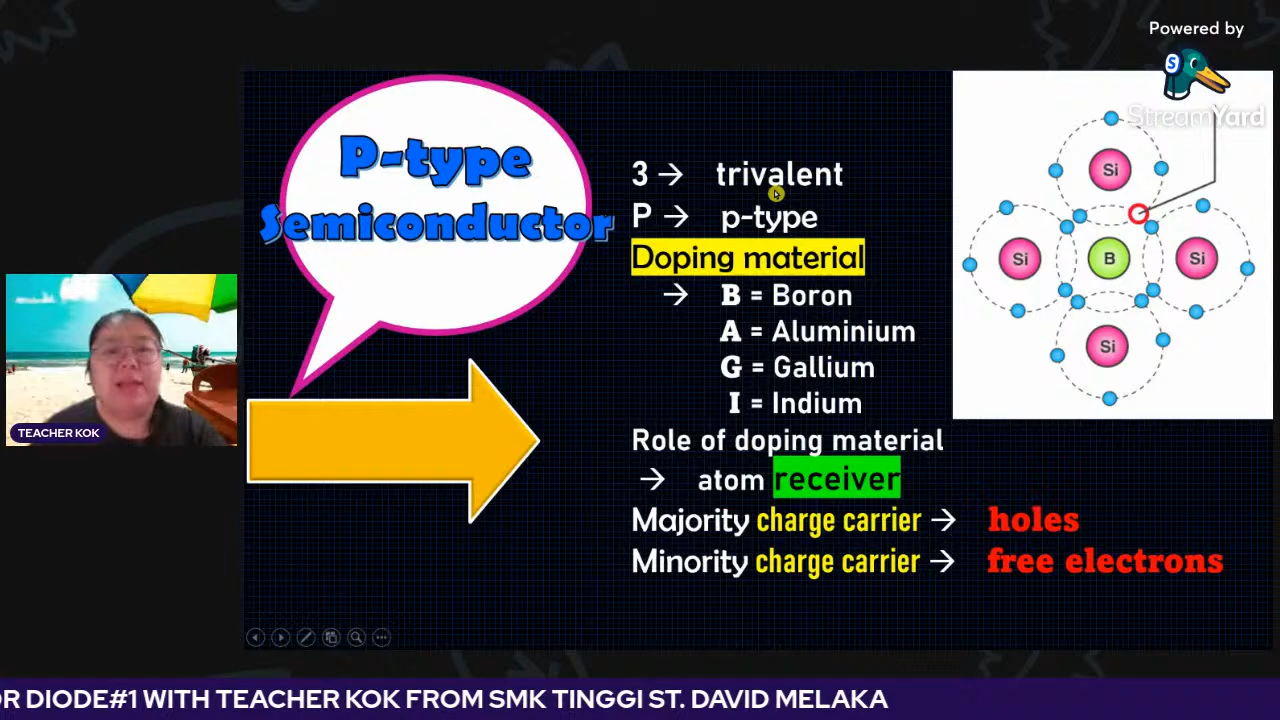 Powered by
S
StreamYard
P-type
Semiconductor
3 → trivalent
P → p-type
Doping material
→ B = Boron
A = Aluminium
G = Gallium
I = Indium
Role of doping material
→ atom receiver
Majority charge carrier → holes
Minority charge carrier → free electrons
Si
Si B Si
Si
TEACHER KOK
OR DIODE#1 WITH TEACHER KOK FROM SMK TINGGI ST. DAVID MELAKA